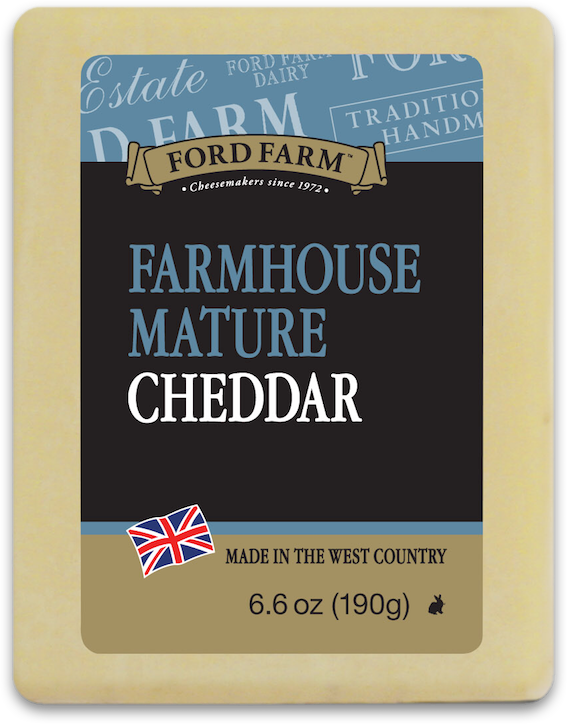 Estate
FORD FARM
DAIRY
FOR
D FARM
TRADITIO
HANDM
FORD FARM™
• Cheesemakers since 1972 •
FARMHOUSE
MATURE
CHEDDAR
MADE IN THE WEST COUNTRY
6.6 oz (190g)